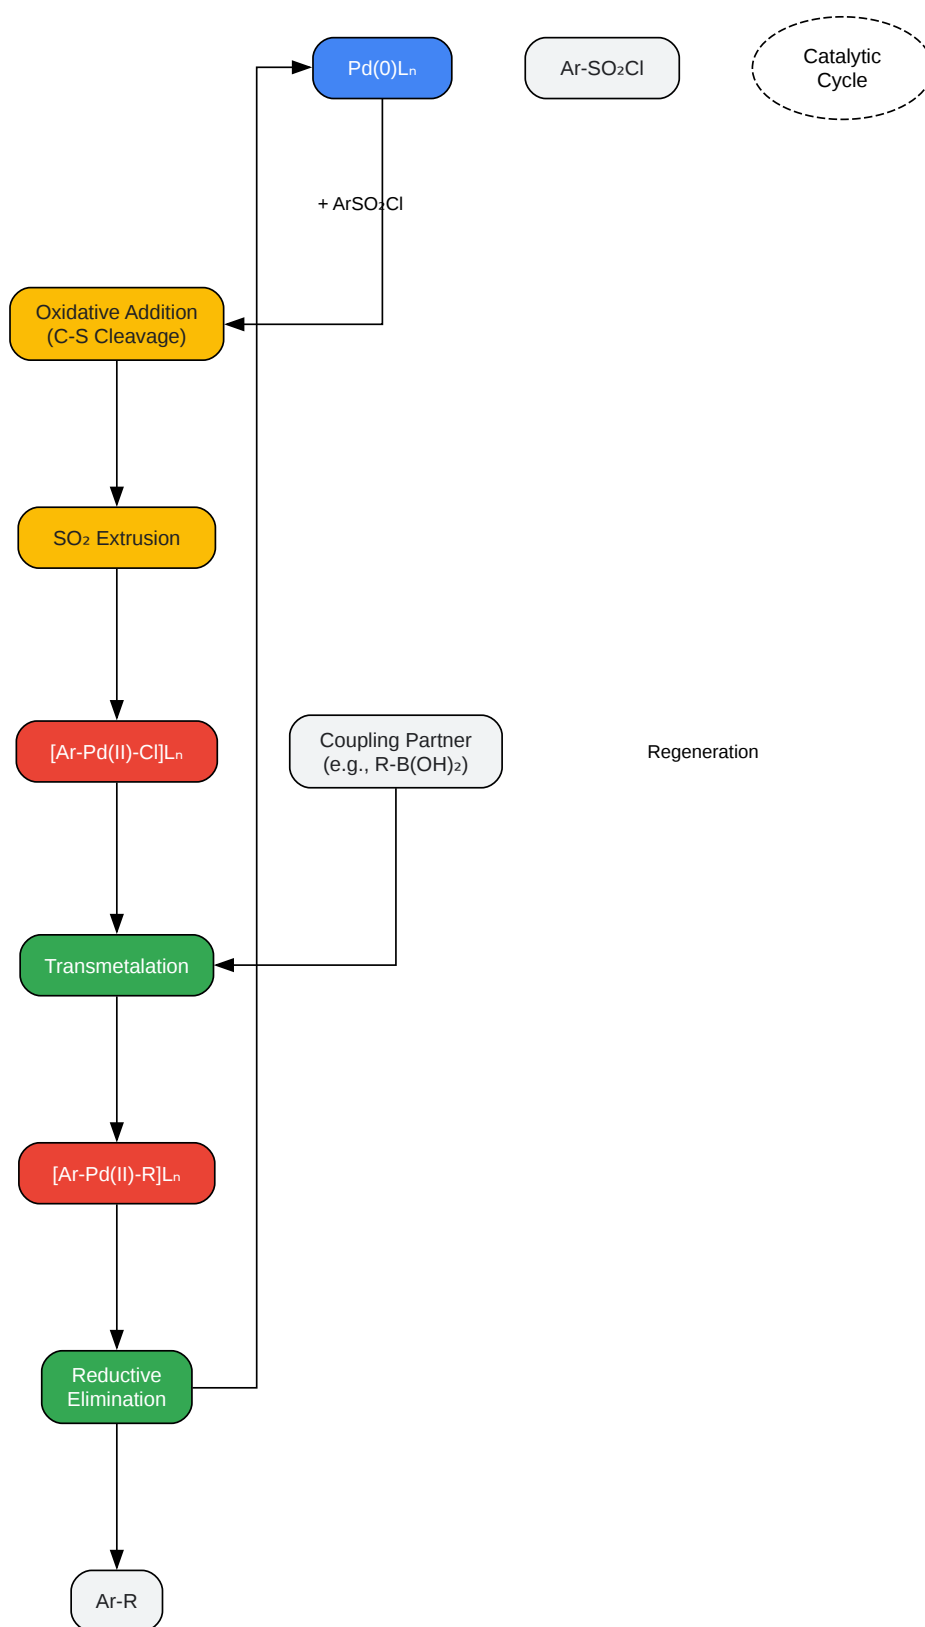 Pd(0)Lₙ
Ar-SO₂Cl
Catalytic
Cycle
+ ArSO₂Cl
Oxidative Addition
(C-S Cleavage)
SO₂ Extrusion
[Ar-Pd(II)-Cl]Lₙ
Coupling Partner
(e.g., R-B(OH)₂)
Regeneration
Transmetalation
[Ar-Pd(II)-R]Lₙ
Reductive
Elimination
Ar-R